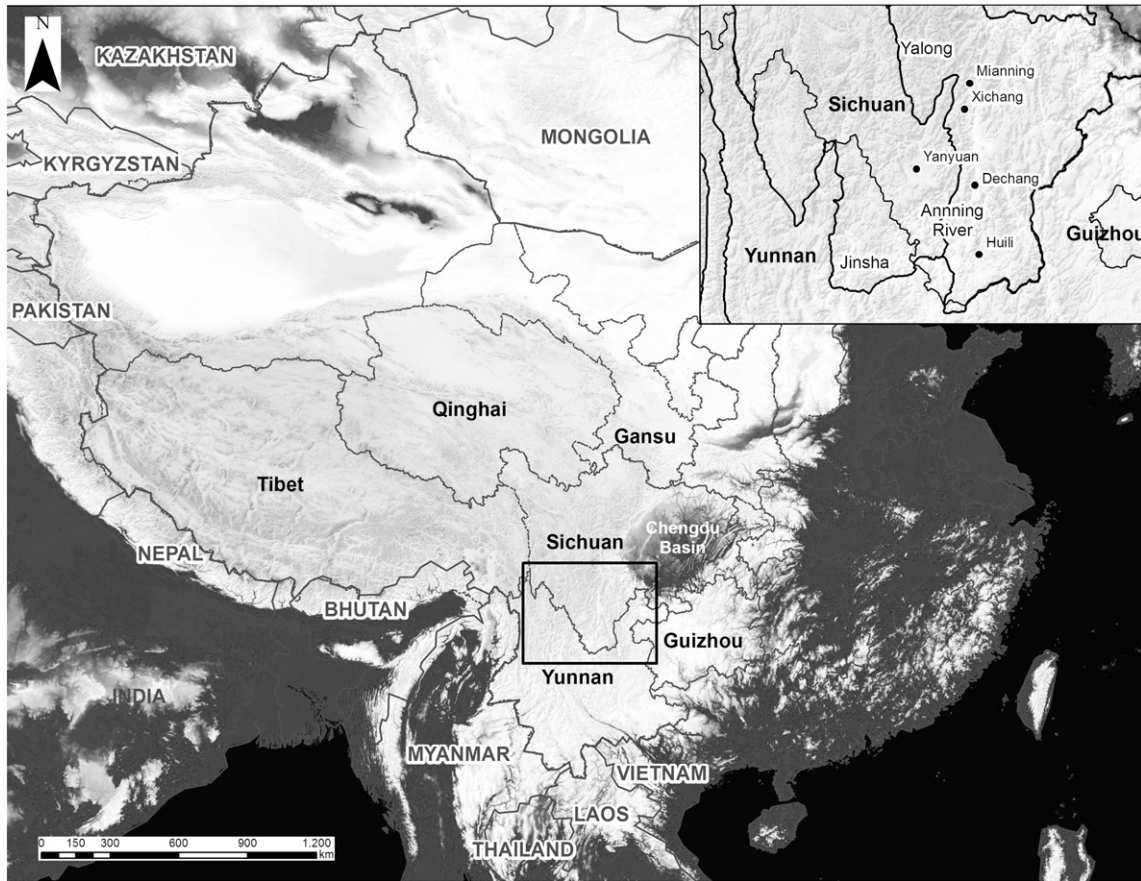 N
KAZAKHSTAN
KYRGYZSTAN
MONGOLIA
PAKISTAN
Qinghai
Gansu
Tibet
Sichuan
Chengdu
Basin
NEPAL
BHUTAN
Guizhou
Yunnan
INDIA
MYANMAR
VIETNAM
LAOS
THAILAND
0 150 300 600 900 1.200
km
Yalong
Mianning
Sichuan
Xichang
Yanyuan
Dechang
Annning
River
Yunnan
Jinsha
Huili
Guizhou